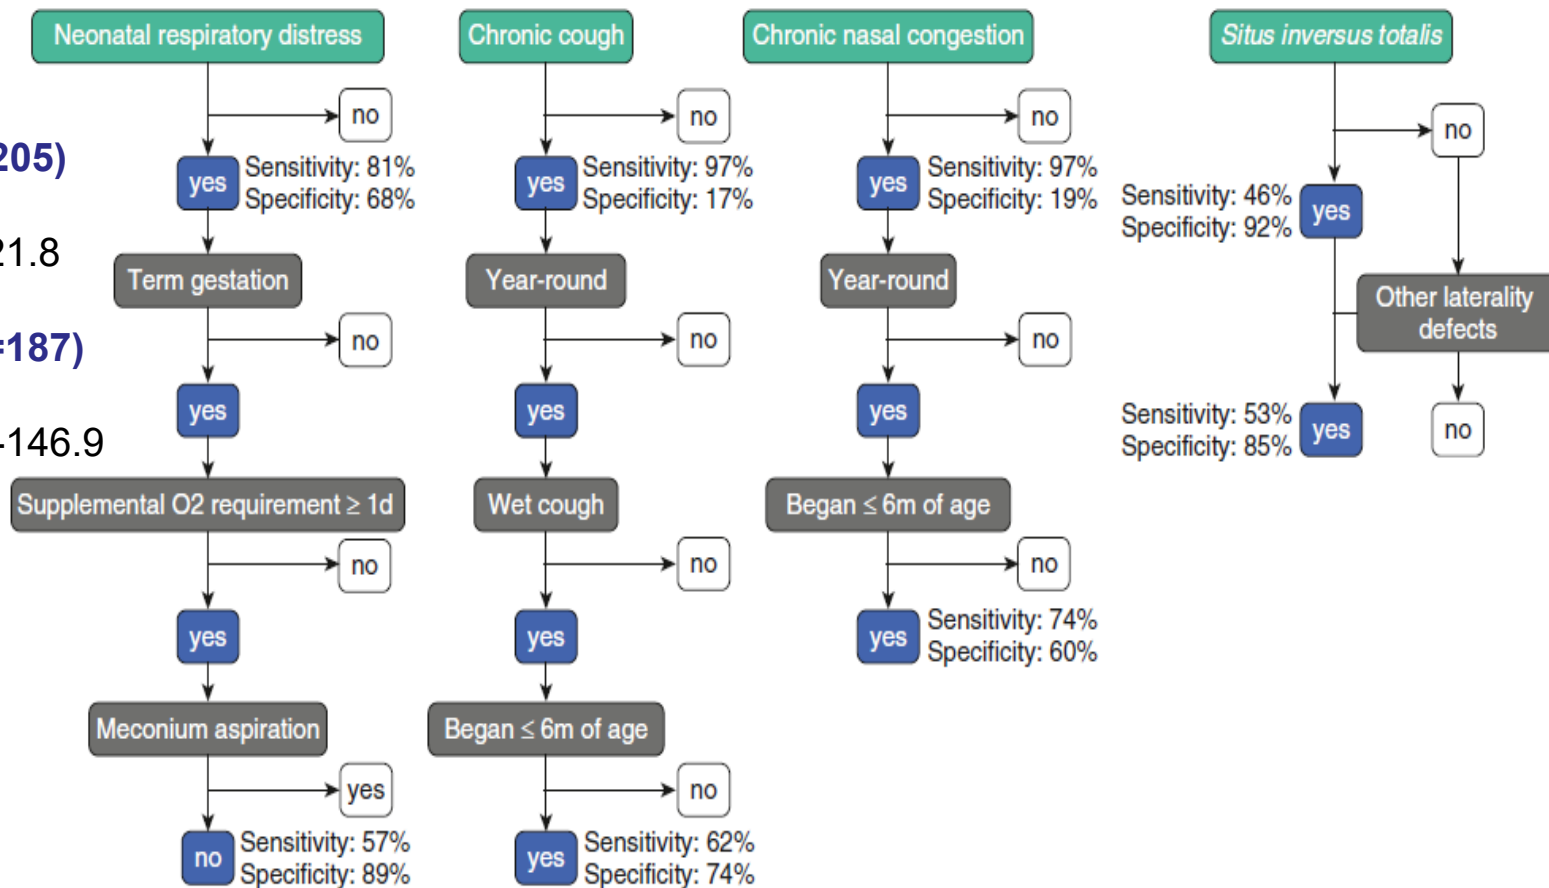 Neonatal respiratory distress
no
205)
yes
Sensitivity: 81%
Specificity: 68%
21.8
Term gestation
no
=187)
yes
-146.9
Supplemental O2 requirement ≥ 1d
no
yes
Meconium aspiration
yes
no
Sensitivity: 57%
Specificity: 89%
Chronic cough
no
yes
Sensitivity: 97%
Specificity: 17%
Year-round
no
yes
Wet cough
no
yes
Began ≤ 6m of age
no
yes
Sensitivity: 62%
Specificity: 74%
Chronic nasal congestion
no
yes
Sensitivity: 97%
Specificity: 19%
Year-round
no
yes
Began ≤ 6m of age
no
yes
Sensitivity: 74%
Specificity: 60%
Situs inversus totalis
no
Sensitivity: 46%
Specificity: 92%
yes
Other laterality
defects
Sensitivity: 53%
Specificity: 85%
yes
no